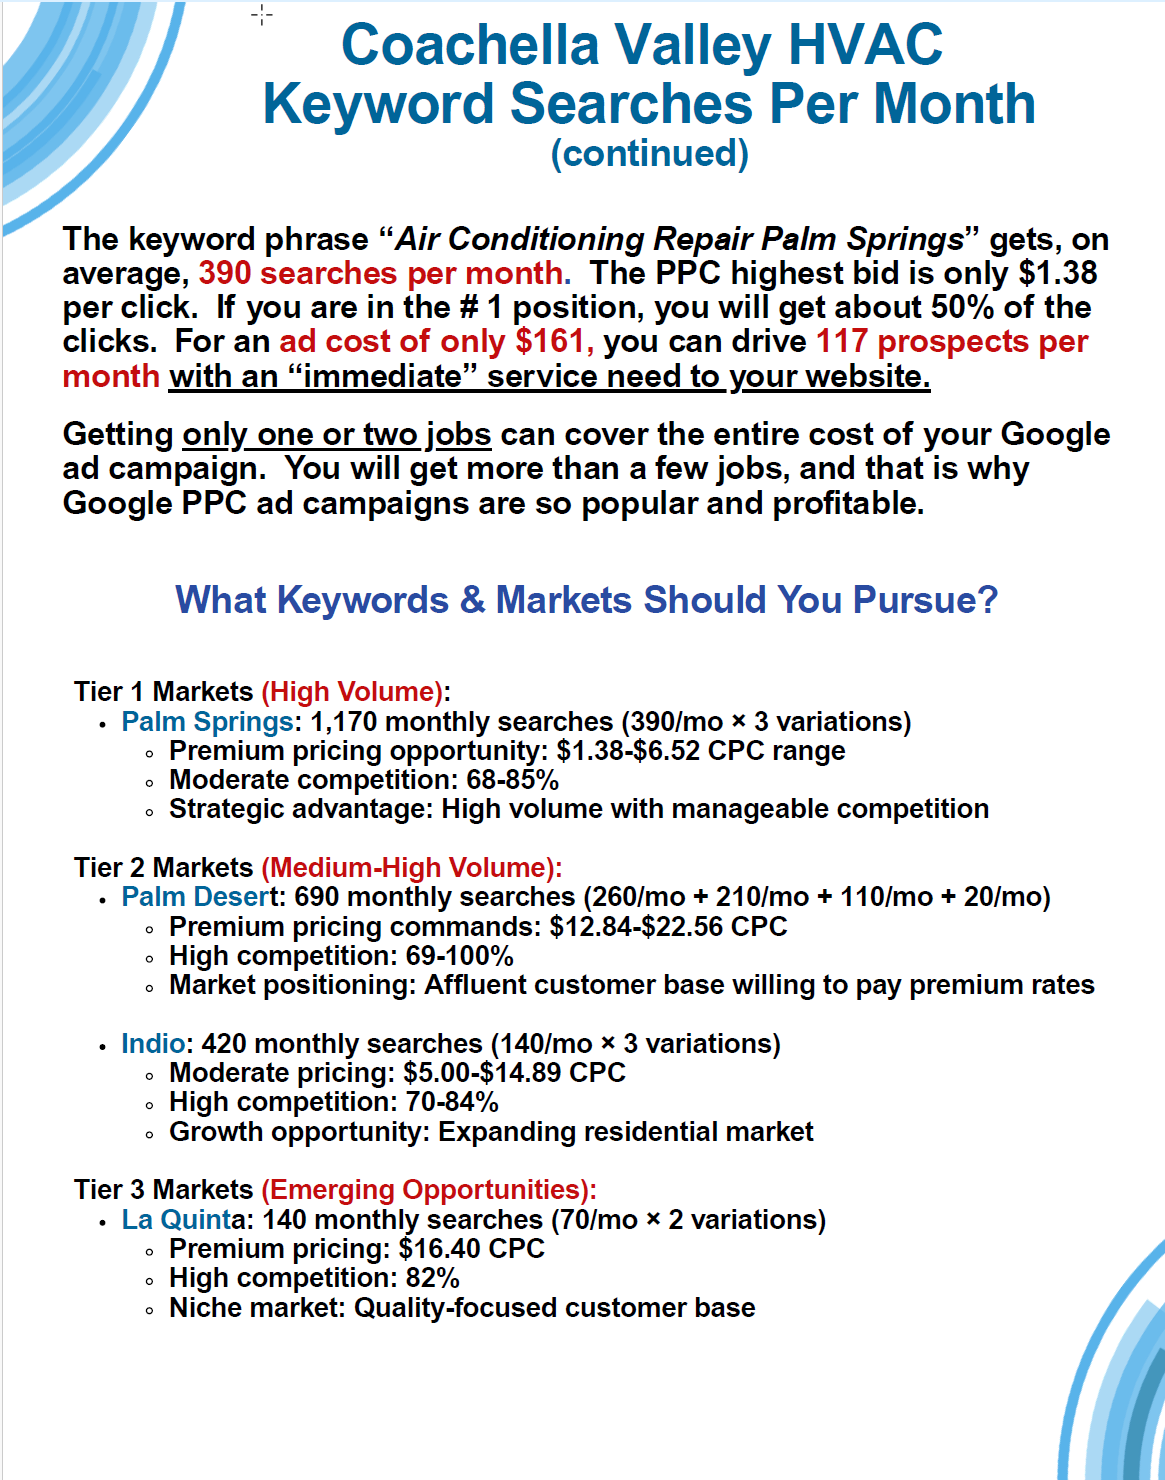 Coachella Valley HVAC
Keyword Searches Per Month
(continued)
The keyword phrase “Air Conditioning Repair Palm Springs” gets, on
average, 390 searches per month.  The PPC highest bid is only $1.38
per click.  If you are in the # 1 position, you will get about 50% of the
clicks.  For an ad cost of only $161, you can drive 117 prospects per
month with an “immediate” service need to your website.
Getting only one or two jobs can cover the entire cost of your Google
ad campaign.  You will get more than a few jobs, and that is why
Google PPC ad campaigns are so popular and profitable.
What Keywords & Markets Should You Pursue?
Tier 1 Markets (High Volume):
• Palm Springs: 1,170 monthly searches (390/mo × 3 variations)
◦ Premium pricing opportunity: $1.38-$6.52 CPC range
◦ Moderate competition: 68-85%
◦ Strategic advantage: High volume with manageable competition
Tier 2 Markets (Medium-High Volume):
• Palm Desert: 690 monthly searches (260/mo + 210/mo + 110/mo + 20/mo)
◦ Premium pricing commands: $12.84-$22.56 CPC
◦ High competition: 69-100%
◦ Market positioning: Affluent customer base willing to pay premium rates
• Indio: 420 monthly searches (140/mo × 3 variations)
◦ Moderate pricing: $5.00-$14.89 CPC
◦ High competition: 70-84%
◦ Growth opportunity: Expanding residential market
Tier 3 Markets (Emerging Opportunities):
• La Quinta: 140 monthly searches (70/mo × 2 variations)
◦ Premium pricing: $16.40 CPC
◦ High competition: 82%
◦ Niche market: Quality-focused customer base